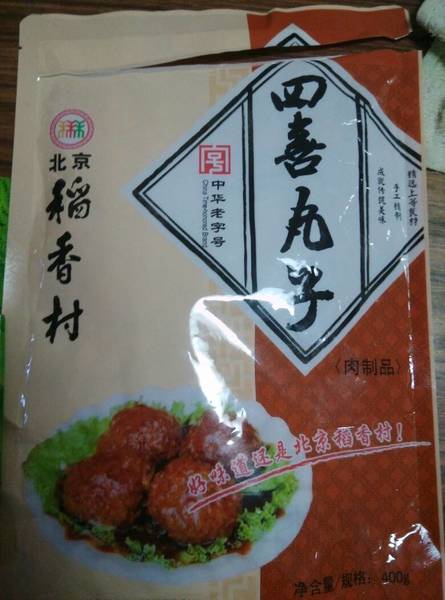 四喜丸子
精选上等食材
手工精制
成就传统美味
中华老字号
China Time-honored Brand
北京
稻香村
〈肉制品〉
好味道还是北京稻香村！
净含量/规格：400g